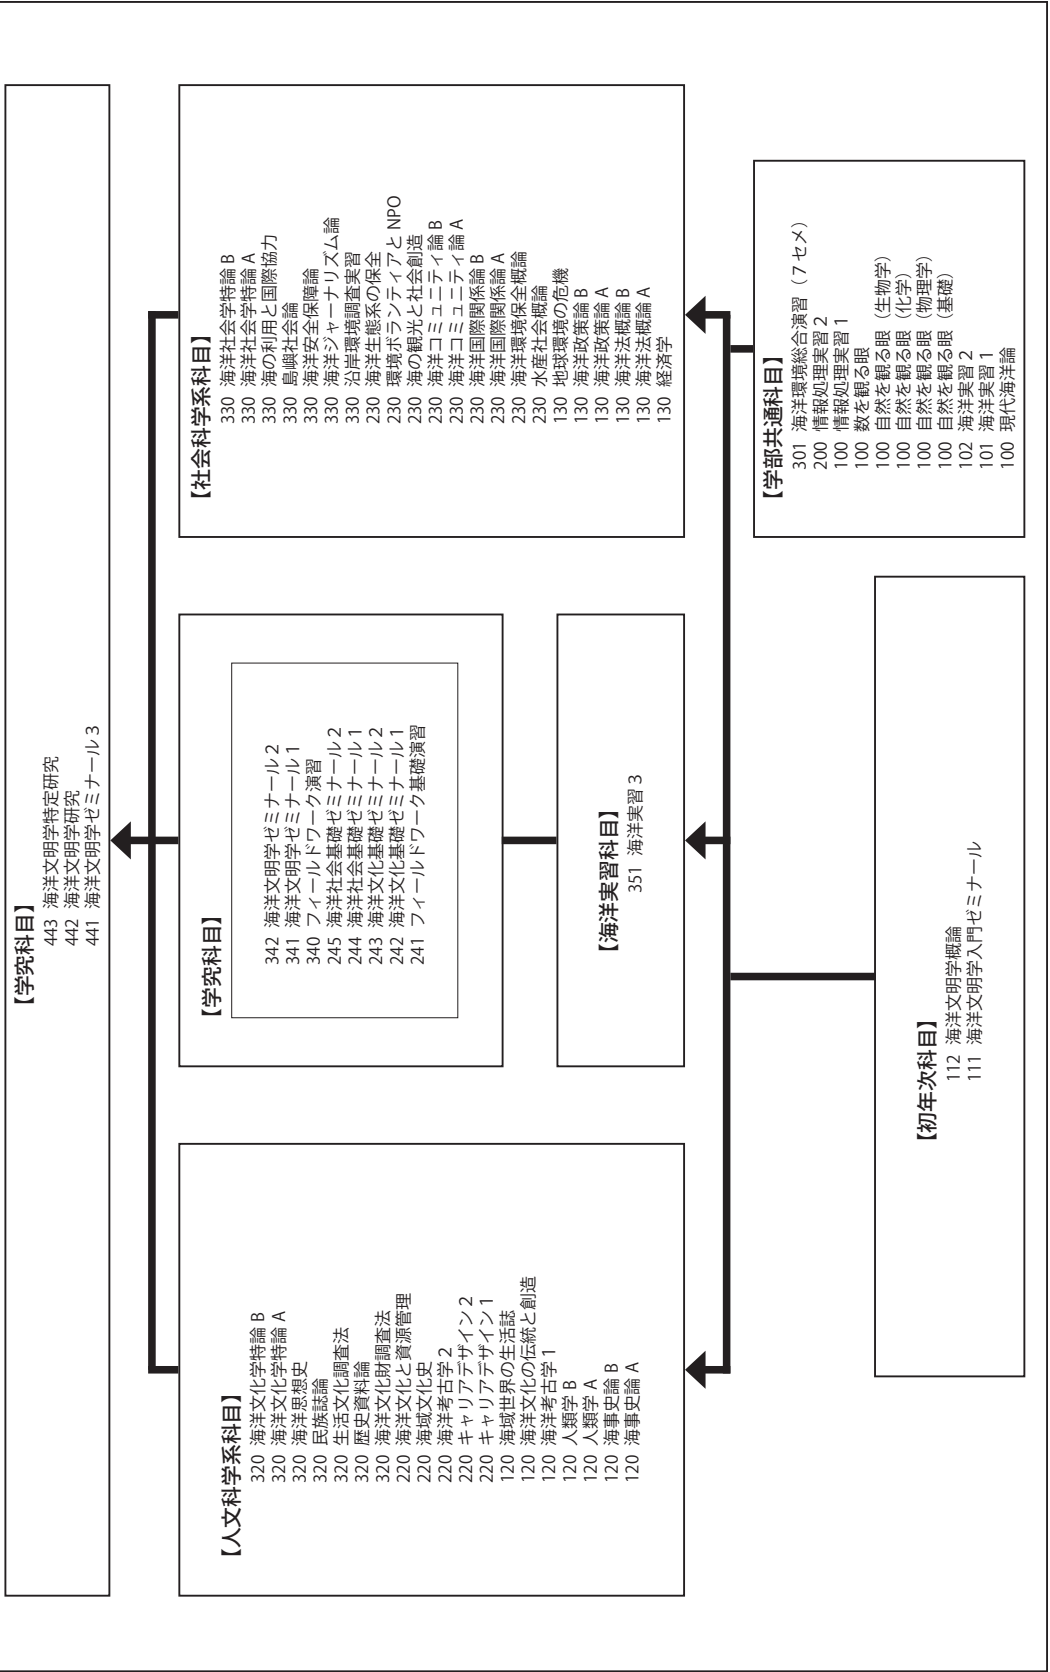 【学究科目】
443 海洋文明学特定研究
442 海洋文明学研究
441 海洋文明学ゼミナール 3
【人文科学系科目】
320 海洋文化学特論 B
320 海洋文化学特論 A
320 海洋思想史
320 民族誌論
320 生活文化調査法
320 歴史資料論
320 海洋文化財調査法
220 海洋文化と資源管理
220 海域文化史
220 海洋考古学 2
220 キャリアデザイン 2
220 キャリアデザイン 1
120 海域世界の生活誌
120 海洋文化の伝統と創造
120 海洋考古学 1
120 人類学 B
120 人類学 A
120 海事史論 B
120 海事史論 A
【学究科目】
342 海洋文明学ゼミナール 2
341 海洋文明学ゼミナール 1
340 フィールドワーク演習
245 海洋社会基礎ゼミナール 2
244 海洋社会基礎ゼミナール 1
243 海洋文化基礎ゼミナール 2
242 海洋文化基礎ゼミナール 1
241 フィールドワーク基礎演習
【海洋実習科目】
351 海洋実習 3
【社会科学系科目】
330 海洋社会学特論 B
330 海洋社会学特論 A
330 海の利用と国際協力
330 島嶼社会論
330 海洋安全保障論
330 海洋ジャーナリズム論
330 沿岸環境調査実習
230 海洋生態系の保全
230 環境ボランティアと NPO
230 海の観光と社会創造
230 海洋コミュニティ論 B
230 海洋コミュニティ論 A
230 海洋国際関係論 B
230 海洋国際関係論 A
230 海洋環境保全概論
230 水産社会概論
130 地球環境の危機
130 海洋政策論 B
130 海洋政策論 A
130 海洋法概論 B
130 海洋法概論 A
130 経済学
【初年次科目】
112 海洋文明学概論
111 海洋文明学入門ゼミナール
【学部共通科目】
301 海洋環境総合演習（7 セメ）
200 情報処理実習 2
100 情報処理実習 1
100 数を観る眼
100 自然を観る眼（生物学）
100 自然を観る眼（化学）
100 自然を観る眼（物理学）
100 自然を観る眼（基礎）
102 海洋実習 2
101 海洋実習 1
100 現代海洋論